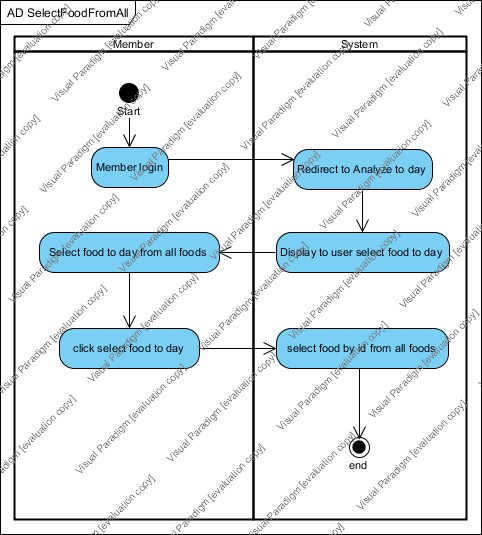 AD SelectFoodFromAll
Member
System
Start
Member login
Redirect to Analyze to day
Select food to day from all foods
Display to user select food to day
click select food to day
select food by id from all foods
end
Visual Paradigm [evaluation copy]